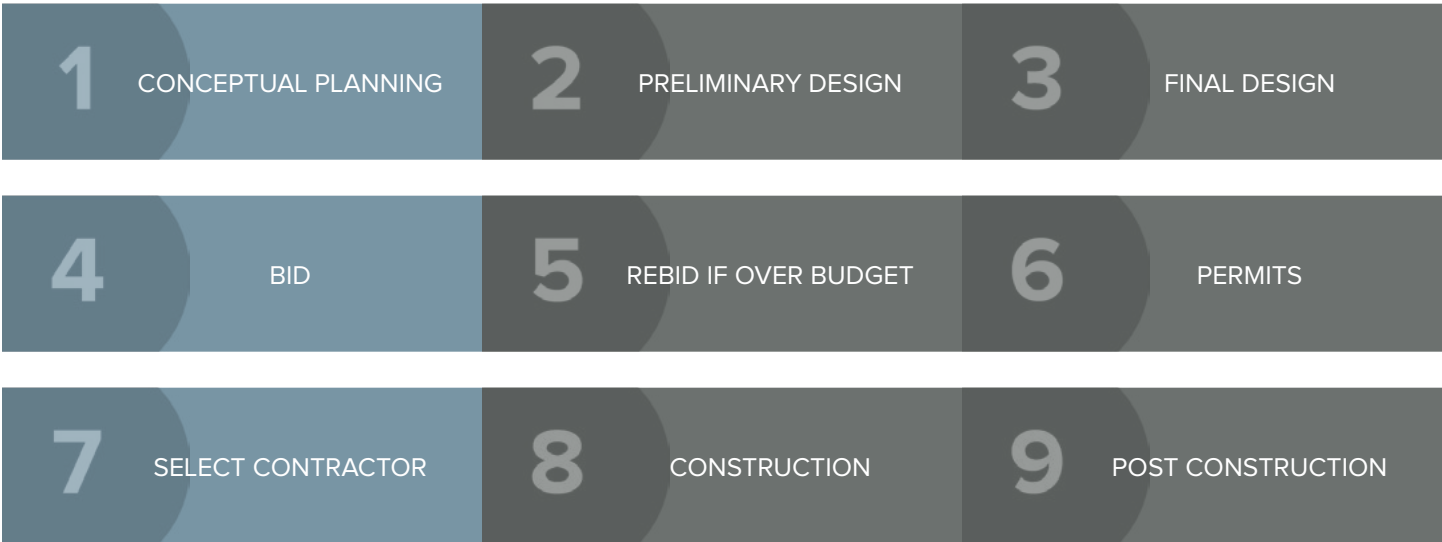 1 CONCEPTUAL PLANNING
2 PRELIMINARY DESIGN
3 FINAL DESIGN
4 BID
5 REBID IF OVER BUDGET
6 PERMITS
7 SELECT CONTRACTOR
8 CONSTRUCTION
9 POST CONSTRUCTION